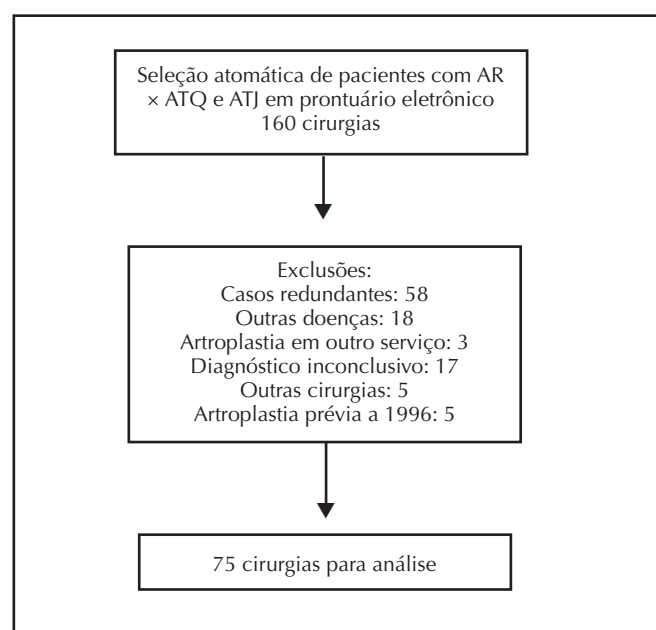 Seleção atomática de pacientes com AR
× ATQ e ATJ em prontuário eletrônico
160 cirurgias
Exclusões:
Casos redundantes: 58
Outras doenças: 18
Artroplastia em outro serviço: 3
Diagnóstico inconclusivo: 17
Outras cirurgias: 5
Artroplastia prévia a 1996: 5
75 cirurgias para análise